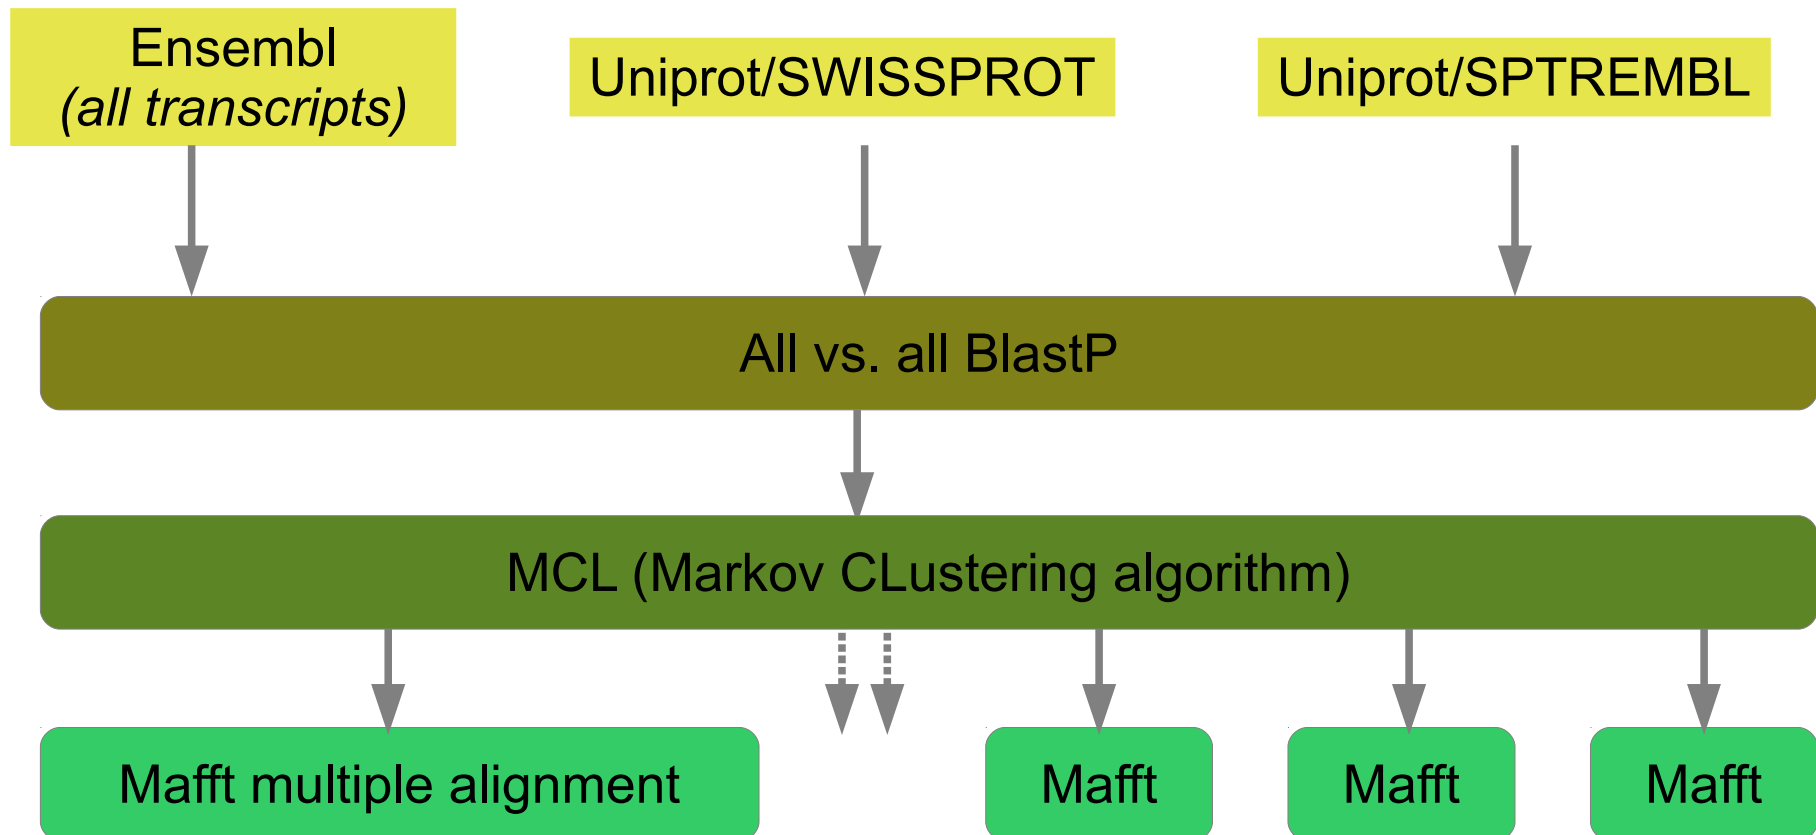 Ensembl
(all transcripts)
Uniprot/SWISSPROT
Uniprot/SPTREMBL
All vs. all BlastP
MCL (Markov CLustering algorithm)
Mafft multiple alignment
Mafft
Mafft
Mafft